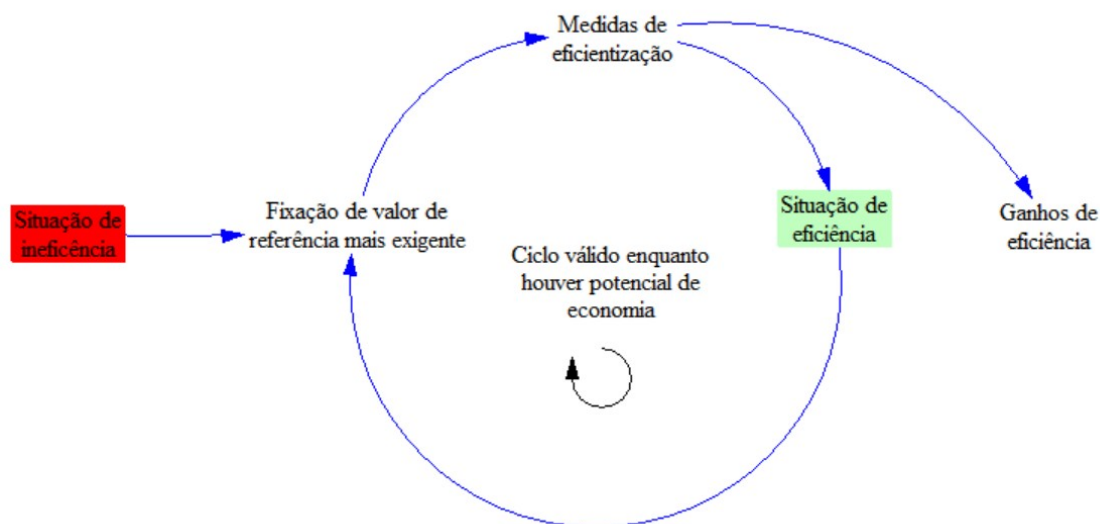 Medidas de
eficientização
Situação de
ineficência
Fixação de valor de
referência mais exigente
Situação de
eficiência
Ganhos de
eficiência
Ciclo válido enquanto
houver potencial de
economia